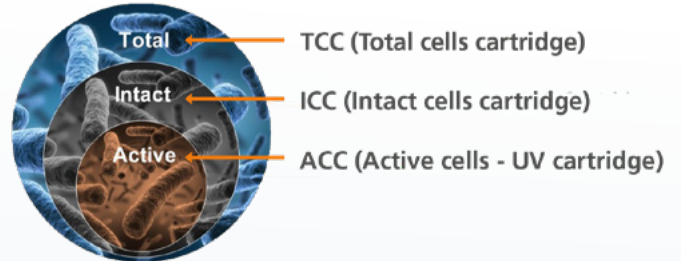 Total
TCC (Total cells cartridge)
Intact
ICC (Intact cells cartridge)
Active
ACC (Active cells - UV cartridge)